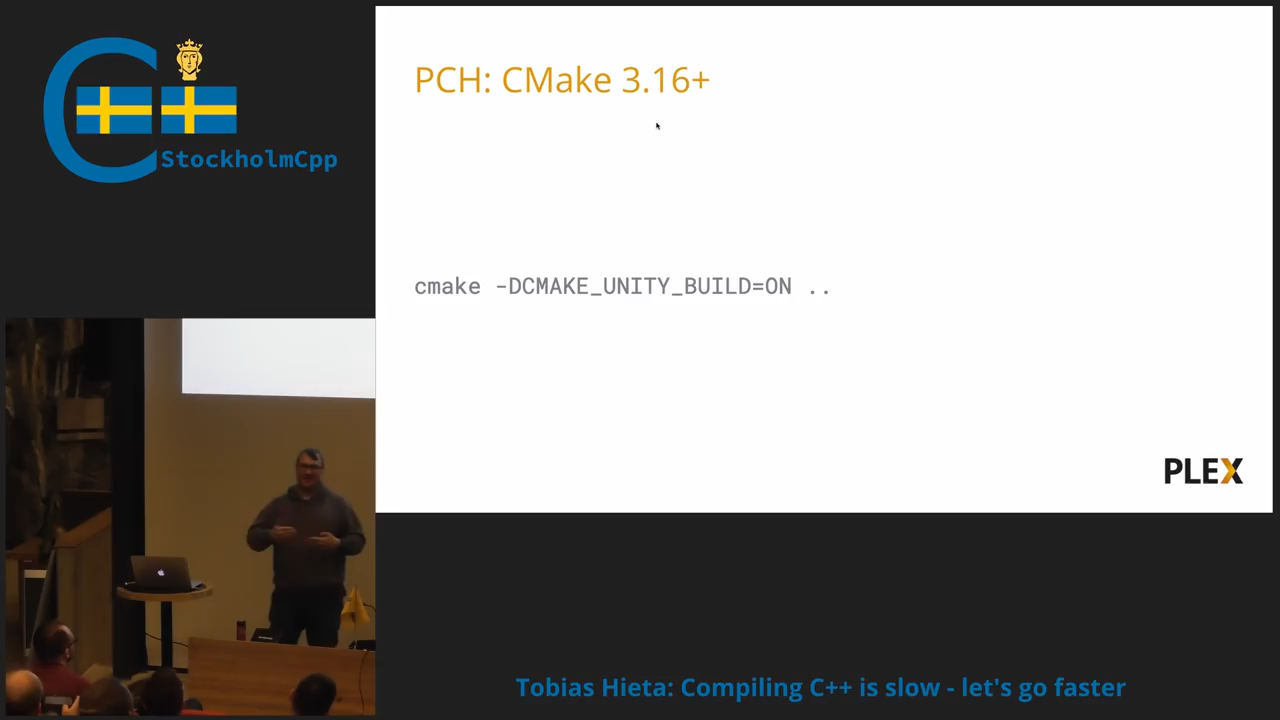 StockholmCpp
PCH: CMake 3.16+
cmake -DCMAKE_UNITY_BUILD=ON ..
PLEX
Tobias Hieta: Compiling C++ is slow - let's go faster